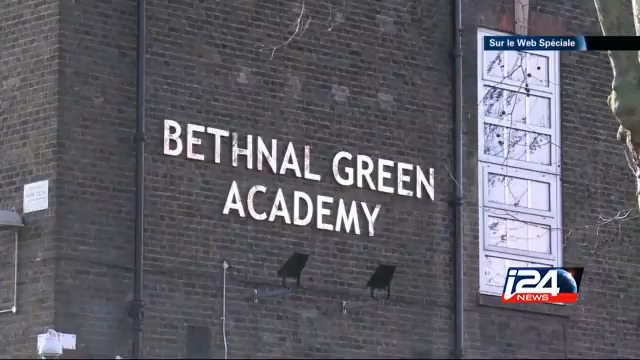 Sur le Web Spéciale
BETHNAL GREEN
ACADEMY
i24
NEWS